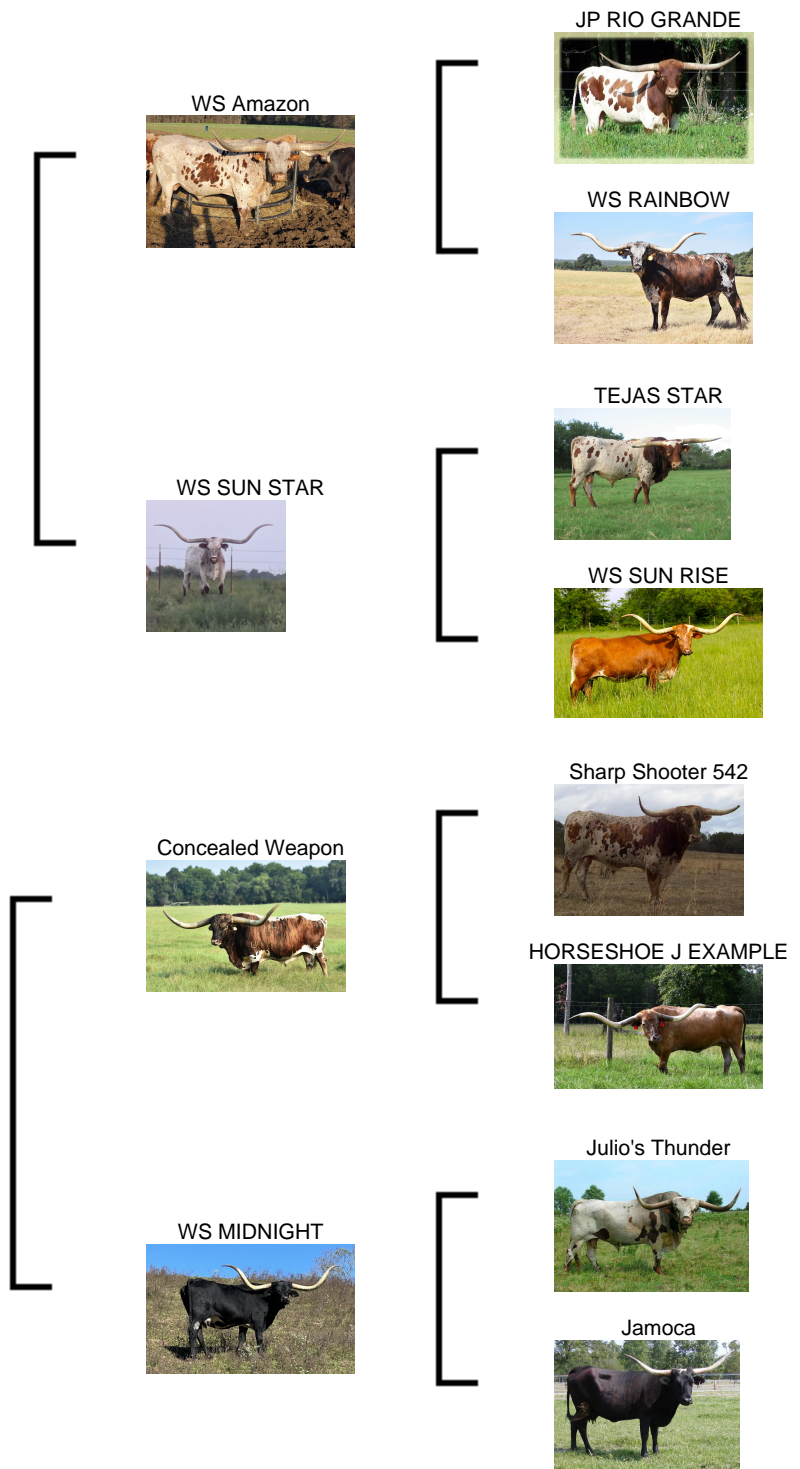 JP RIO GRANDE
WS Amazon
WS RAINBOW
TEJAS STAR
WS SUN STAR
WS SUN RISE
Sharp Shooter 542
Concealed Weapon
HORSESHOE J EXAMPLE
Julio's Thunder
WS MIDNIGHT
Jamoca